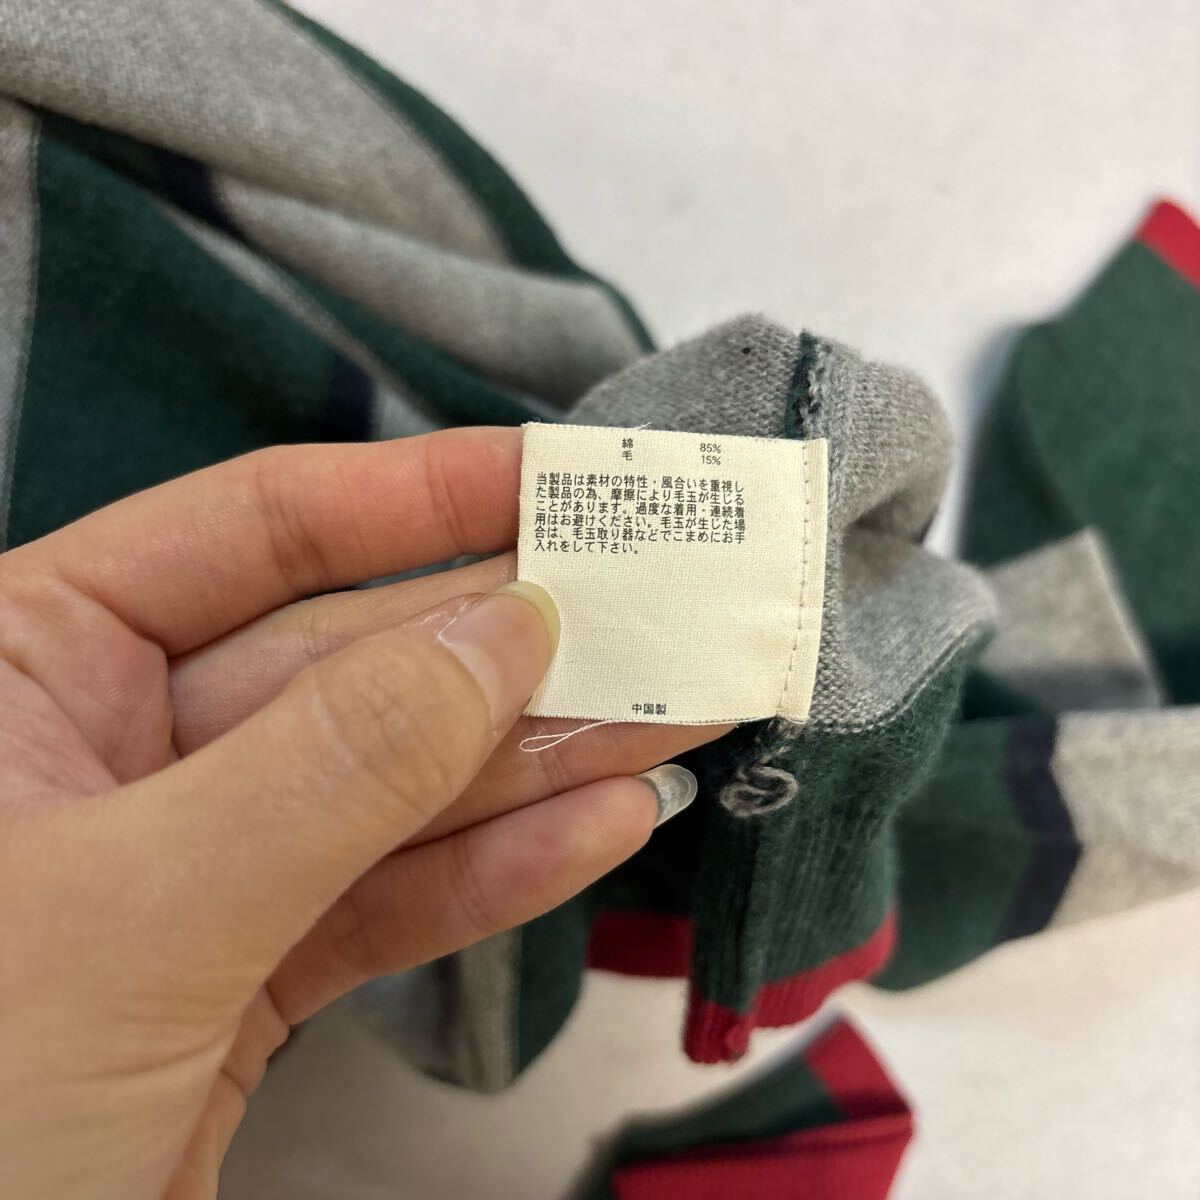 綿 85%
毛 15%
当製品は素材の特性・風合いを重視し
た製品の為、摩擦により毛玉が生じる
ことがあります。過度な着用・連続着
用はお避けください。毛玉が生じた場
合は、毛玉取り器などでこまめにお手
入れをして下さい。
中国製